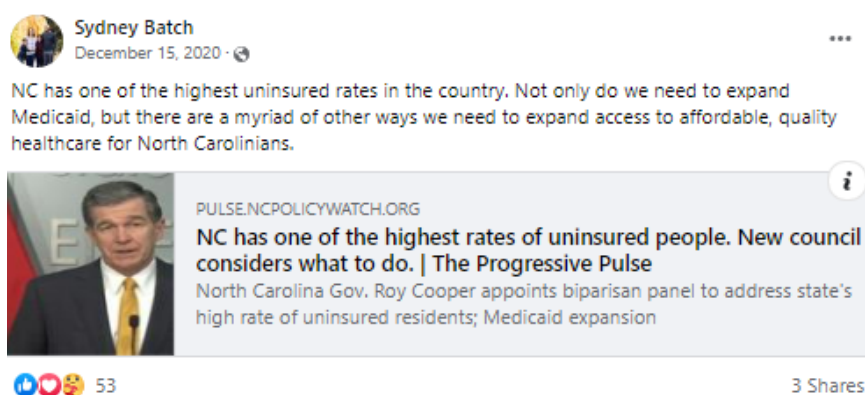 Sydney Batch
December 15, 2020 ·
NC has one of the highest uninsured rates in the country. Not only do we need to expand
Medicaid, but there are a myriad of other ways we need to expand access to affordable, quality
healthcare for North Carolinians.
PULSE.NCPOLICYWATCH.ORG
NC has one of the highest rates of uninsured people. New council
considers what to do. | The Progressive Pulse
North Carolina Gov. Roy Cooper appoints biparisan panel to address state's
high rate of uninsured residents; Medicaid expansion
53
3 Shares